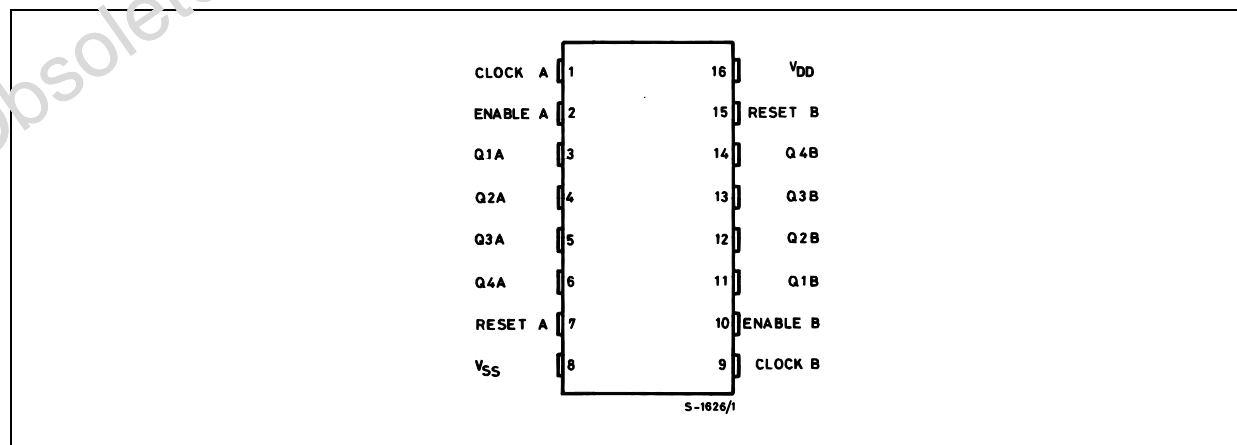 Obsolete
CLOCK A 1 16 VDD
ENABLE A 2 15 RESET B
Q1A 3 14 Q4B
Q2A 4 13 Q3B
Q3A 5 12 Q2B
Q4A 6 11 Q1B
RESET A 7 10 ENABLE B
VSS 8 9 CLOCK B
S-1626/1